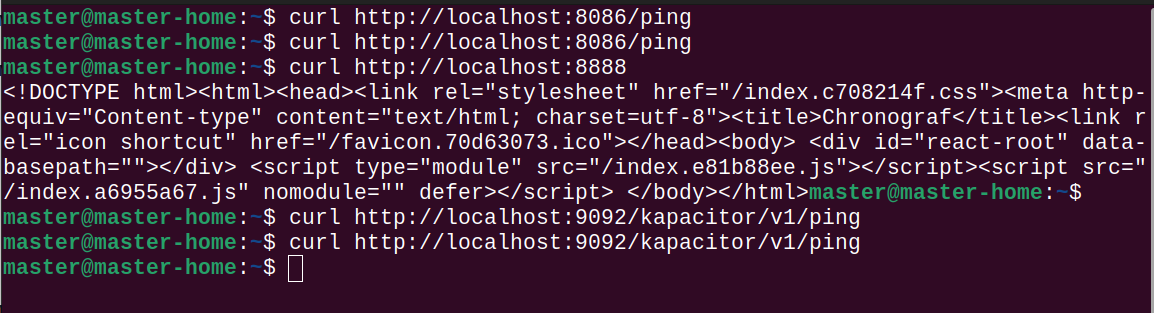 master@master-home:~$ curl http://localhost:8086/ping
master@master-home:~$ curl http://localhost:8086/ping
master@master-home:~$ curl http://localhost:8888
<!DOCTYPE html><html><head><link rel="stylesheet" href="/index.c708214f.css"><meta http-
equiv="Content-type" content="text/html; charset=utf-8"><title>Chronograf</title><link r
el="icon shortcut" href="/favicon.70d63073.ico"></head><body> <div id="react-root" data-
basepath=""></div> <script type="module" src="/index.e81b88ee.js"></script><script src="
/index.a6955a67.js" nomodule="" defer></script> </body></html>master@master-home:~$
master@master-home:~$ curl http://localhost:9092/kapacitor/v1/ping
master@master-home:~$ curl http://localhost:9092/kapacitor/v1/ping
master@master-home:~$